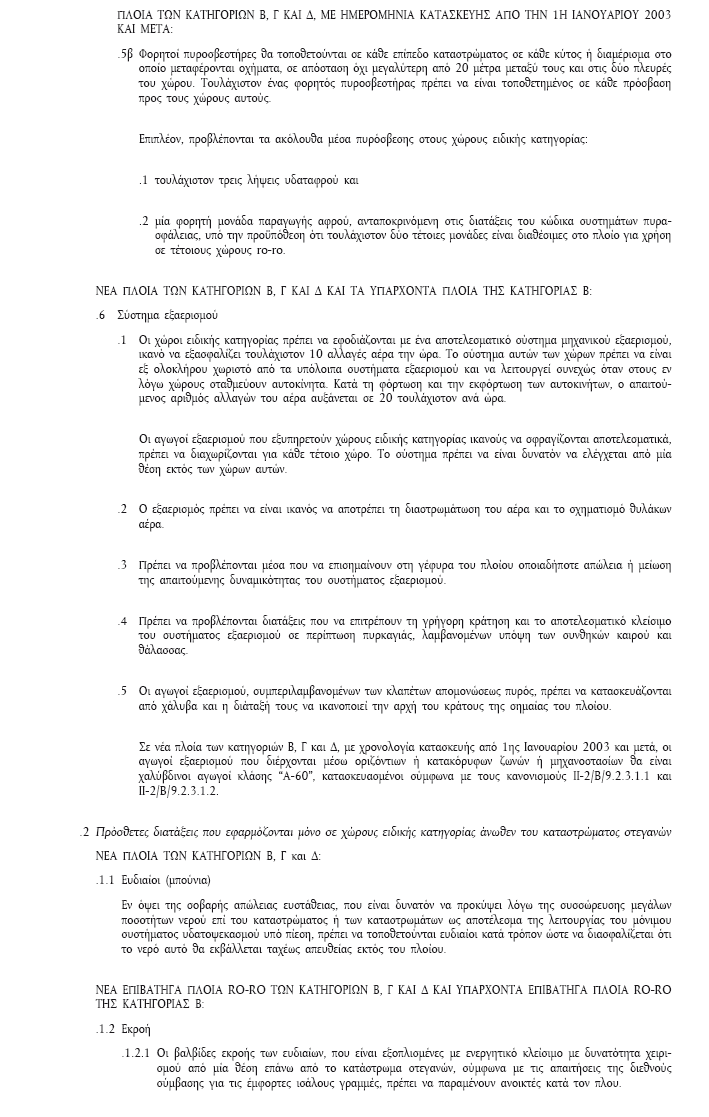 ΠΛΟΙΑ ΤΩΝ ΚΑΤΗΓΟΡΙΩΝ Β, Γ ΚΑΙ Δ, ΜΕ ΗΜΕΡΟΜΗΝΙΑ ΚΑΤΑΣΚΕΥΗΣ ΑΠΟ ΤΗΝ 1Η ΙΑΝΟΥΑΡΙΟΥ 2003
ΚΑΙ ΜΕΤΑ:
.5β Φορητοί πυροσβεστήρες θα τοποθετούνται σε κάθε επίπεδο καταστρώματος σε κάθε κύτος ή διαμέρισμα στο
οποίο μεταφέρονται οχήματα, σε απόσταση όχι μεγαλύτερη από 20 μέτρα μεταξύ τους και στις δύο πλευρές
του χώρου. Τουλάχιστον ένας φορητός πυροσβεστήρας πρέπει να είναι τοποθετημένος σε κάθε πρόσβαση
προς τους χώρους αυτούς.
Επιπλέον, προβλέπονται τα ακόλουθα μέσα πυρόσβεσης στους χώρους ειδικής κατηγορίας:
.1 τουλάχιστον τρεις λήψεις υδαταφρού και
.2 μία φορητή μονάδα παραγωγής αφρού, ανταποκρινόμενη στις διατάξεις του κώδικα συστημάτων πυρα-
σφάλειας, υπό την προϋπόθεση ότι τουλάχιστον δύο τέτοιες μονάδες είναι διαθέσιμες στο πλοίο για χρήση
σε τέτοιους χώρους ro-ro.
ΝΕΑ ΠΛΟΙΑ ΤΩΝ ΚΑΤΗΓΟΡΙΩΝ Β, Γ ΚΑΙ Δ ΚΑΙ ΤΑ ΥΠΑΡΧΟΝΤΑ ΠΛΟΙΑ ΤΗΣ ΚΑΤΗΓΟΡΙΑΣ Β:
.6 Σύστημα εξαερισμού
.1 Οι χώροι ειδικής κατηγορίας πρέπει να εφοδιάζονται με ένα αποτελεσματικό σύστημα μηχανικού εξαερισμού,
ικανό να εξασφαλίζει τουλάχιστον 10 αλλαγές αέρα την ώρα. Το σύστημα αυτών των χώρων πρέπει να είναι
εξ ολοκλήρου χωριστό από τα υπόλοιπα συστήματα εξαερισμού και να λειτουργεί συνεχώς όταν στους εν
λόγω χώρους σταθμεύουν αυτοκίνητα. Κατά τη φόρτωση και την εκφόρτωση των αυτοκινήτων, ο απαιτού-
μενος αριθμός αλλαγών του αέρα αυξάνεται σε 20 τουλάχιστον ανά ώρα.
Οι αγωγοί εξαερισμού που εξυπηρετούν χώρους ειδικής κατηγορίας ικανούς να σφραγίζονται αποτελεσματικά,
πρέπει να διαχωρίζονται για κάθε τέτοιο χώρο. Το σύστημα πρέπει να είναι δυνατόν να ελέγχεται από μία
θέση εκτός των χώρων αυτών.
.2 Ο εξαερισμός πρέπει να είναι ικανός να αποτρέπει τη διαστρωμάτωση του αέρα και το σχηματισμό θυλάκων
αέρα.
.3 Πρέπει να προβλέπονται μέσα που να επισημαίνουν στη γέφυρα του πλοίου οποιαδήποτε απώλεια ή μείωση
της απαιτούμενης δυναμικότητας του συστήματος εξαερισμού.
.4 Πρέπει να προβλέπονται διατάξεις που να επιτρέπουν τη γρήγορη κράτηση και το αποτελεσματικό κλείσιμο
του συστήματος εξαερισμού σε περίπτωση πυρκαγιάς, λαμβανομένων υπόψη των συνθηκών καιρού και
θάλασσας.
.5 Οι αγωγοί εξαερισμού, συμπεριλαμβανομένων των κλαπέτων απομονώσεως πυρός, πρέπει να κατασκευάζονται
από χάλυβα και η διάταξή τους να ικανοποιεί την αρχή του κράτους της σημαίας του πλοίου.
Σε νέα πλοία των κατηγοριών Β, Γ και Δ, με χρονολογία κατασκευής από 1ης Ιανουαρίου 2003 και μετά, οι
αγωγοί εξαερισμού που διέρχονται μέσω οριζόντιων ή κατακόρυφων ζωνών ή μηχανοστασίων θα είναι
χαλύβδινοι αγωγοί κλάσης “A-60”, κατασκευασμένοι σύμφωνα με τους κανονισμούς II-2/B/9.2.3.1.1 και
II-2/B/9.2.3.1.2.
.2 Πρόσθετες διατάξεις που εφαρμόζονται μόνο σε χώρους ειδικής κατηγορίας άνωθεν του καταστρώματος στεγανών
ΝΕΑ ΠΛΟΙΑ ΤΩΝ ΚΑΤΗΓΟΡΙΩΝ Β, Γ και Δ:
.1.1 Ευδιαίοι (μπούνια)
Εν όψει της σοβαρής απώλειας ευστάθειας, που είναι δυνατόν να προκύψει λόγω της συσσώρευσης μεγάλων
ποσοτήτων νερού επί του καταστρώματος ή των καταστρωμάτων ως αποτέλεσμα της λειτουργίας του μόνιμου
συστήματος υδατοψεκασμού υπό πίεση, πρέπει να τοποθετούνται ευδιαίοι κατά τρόπον ώστε να διασφαλίζεται ότι
το νερό αυτό θα εκβάλλεται ταχέως απευθείας εκτός του πλοίου.
ΝΕΑ ΕΠΙΒΑΤΗΓΑ ΠΛΟΙΑ RO-RO ΤΩΝ ΚΑΤΗΓΟΡΙΩΝ Β, Γ ΚΑΙ Δ ΚΑΙ ΥΠΑΡΧΟΝΤΑ ΕΠΙΒΑΤΗΓΑ ΠΛΟΙΑ RO-RO
ΤΗΣ ΚΑΤΗΓΟΡΙΑΣ Β:
.1.2 Εκροή
.1.2.1 Οι βαλβίδες εκροής των ευδιαίων, που είναι εξοπλισμένες με ενεργητικό κλείσιμο με δυνατότητα χειρι-
σμού από μία θέση επάνω από το κατάστρωμα στεγανών, σύμφωνα με τις απαιτήσεις της διεθνούς
σύμβασης για τις έμφορτες ισάλους γραμμές, πρέπει να παραμένουν ανοικτές κατά τον πλου.